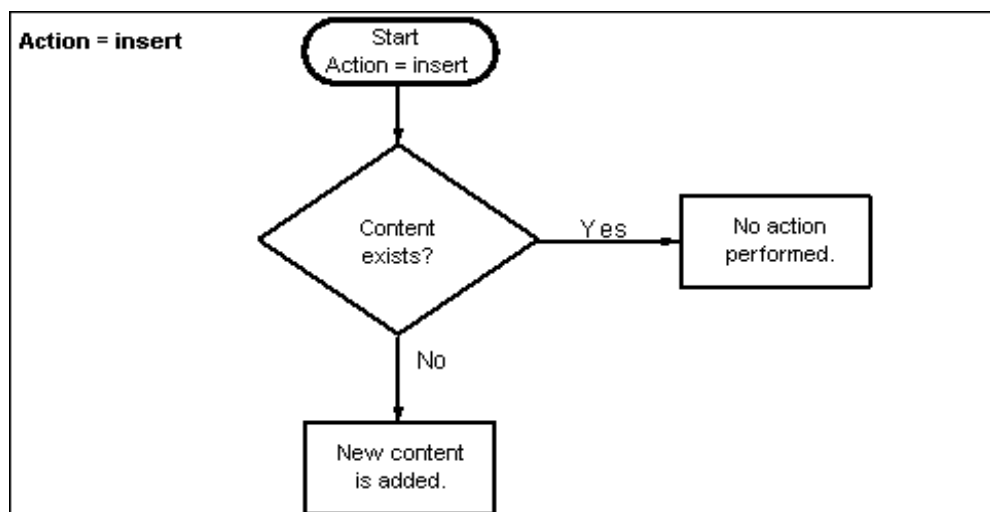 Action = insert
Start
Action = insert
Content
exists?
Yes
No action
performed.
No
New content
is added.